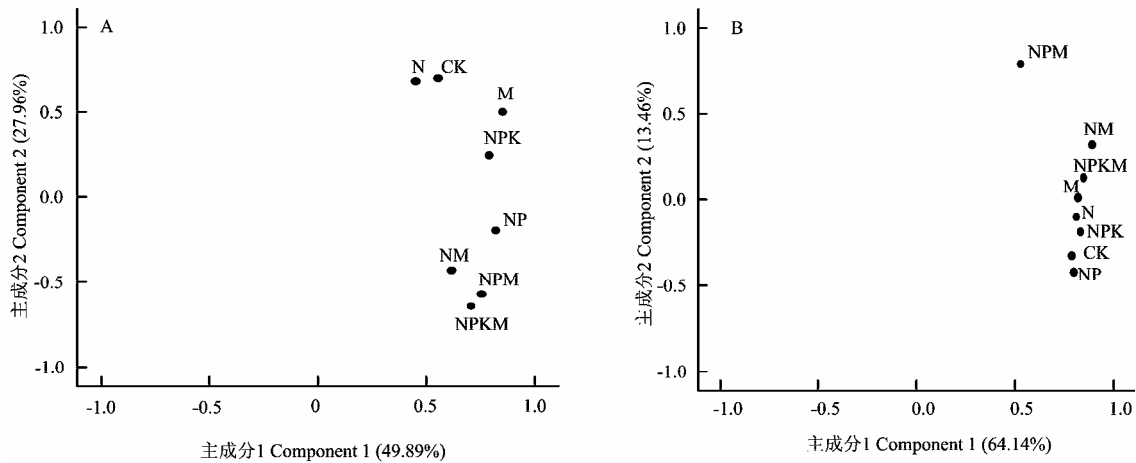 A
1.0
0.5
0.0
-0.5
-1.0
主成分2 Component 2 (27.96%)
N CK
M
NPK
NP
NM
NPM
NPKM
-1.0 -0.5 0 0.5 1.0
主成分1 Component 1 (49.89%)
B
1.0
0.5
0.0
-0.5
-1.0
主成分2 Component 2 (13.46%)
NPM
NM
NPKM
M
N
NPK
CK
NP
-1.0 -0.5 0.0 0.5 1.0
主成分1 Component 1 (64.14%)